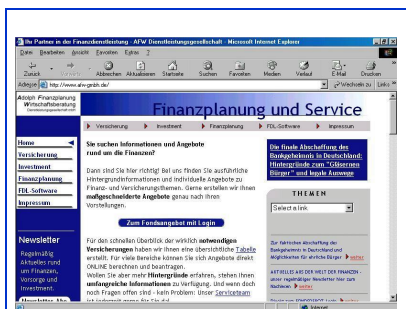 Ihr Partner in der Finanzdienstleistung - AFW Dienstleistungsgesellschaft - Microsoft Internet Explorer
Datei Bearbeiten Ansicht Favoriten Extras ?
Zurück Abbrechen Aktualisieren Startseite Suchen Favoriten Medien Verlauf E-Mail Drucken
Adresse http://www.afw-gmbh.de/ Wechseln zu Links
Adolph Finanzplanung
Wirtschaftsberatung
Finanzplanung und Service
Versicherung Investment Finanzplanung FDL-Software Impressum
Home
Versicherung
Investment
Finanzplanung
FDL-Software
Impressum
Newsletter
Regelmäßig
Aktuelles rund
um Finanzen,
Vorsorge und
Investment.
Newsletter Abo
Sie suchen Informationen und Angebote
rund um die Finanzen?
Dann sind Sie hier richtig! Bei uns finden Sie ausführliche
Hintergrundinformationen und individuelle Angebote zu
Finanz- und Versicherungsthemen. Gerne erstellen wir Ihnen
maßgeschneiderte Angebote genau nach Ihren
Vorstellungen.
Zum Fondsangebot mit Login
Für den schnellen Überblick der wirklich notwendigen
Versicherungen haben wir Ihnen eine übersichtliche Tabelle
erstellt. Für viele Bereiche können Sie sich Angebote direkt
ONLINE berechnen und beantragen.
Wollen Sie aber mehr Hintergründe erfahren, stehen Ihnen
umfangreiche Informationen zu Verfügung. Und wenn doch
noch Fragen offen sind - kein Problem: Unser Serviceteam
Die finale Abschaffung des
Bankgeheimnis in Deutschland:
Hintergründe zum "Gläsernen
Bürger" und legale Auswege
THEMEN
Select a link
Zur faktischen Abschaffung des
Bankgeheimnis in Deutschland und
Möglichkeiten für ehrliche Bürger weiter
AKTUELLES AUS DER WELT DER FINANZEN -
unser regelmäßiger Newsletter hier zum
Nachlesen weiter
Internet